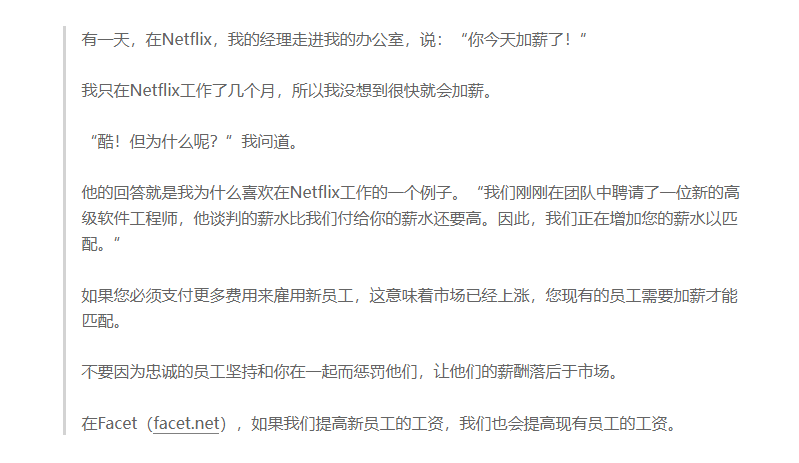 有一天，在Netflix，我的经理走进我的办公室，说：“你今天加薪了！”
我只在Netflix工作了几个月，所以我没想到很快就会加薪。
“酷！但为什么呢？”我问道。
他的回答就是我为什么喜欢在Netflix工作的一个例子。“我们刚刚在团队中聘请了一位新的高
级软件工程师，他谈判的薪水比我们付给你的薪水还要高。因此，我们正在增加您的薪水以匹
配。”
如果您必须支付更多费用来雇用新员工，这意味着市场已经上涨，您现有的员工需要加薪才能
匹配。
不要因为忠诚的员工坚持和你在一起而惩罚他们，让他们的薪酬落后于市场。
在Facet（facet.net），如果我们提高新员工的工资，我们也会提高现有员工的工资。